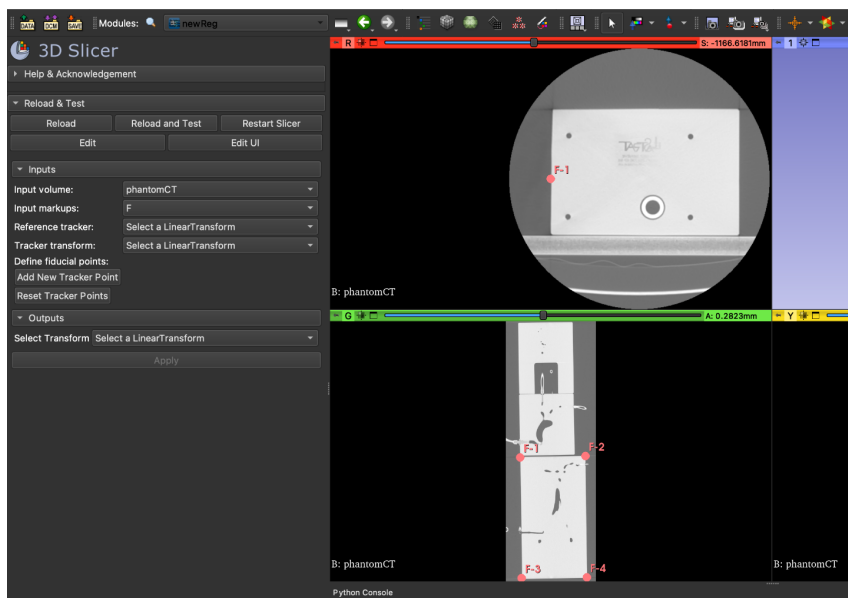 DATA DCM SAVE Modules: newReg
3D Slicer
Help & Acknowledgement
Reload & Test
Reload Reload and Test Restart Slicer
Edit Edit UI
Inputs
Input volume: phantomCT
Input markups: F
Reference tracker: Select a LinearTransform
Tracker transform: Select a LinearTransform
Define fiducial points:
Add New Tracker Point
Reset Tracker Points
Outputs
Select Transform Select a LinearTransform
Apply
R S: -1166.6181mm
1
F-1
B: phantomCT
G A: 0.2823mm
Y
F-1 F-2
F-3 F-4
B: phantomCT
B: phantomCT
Python Console